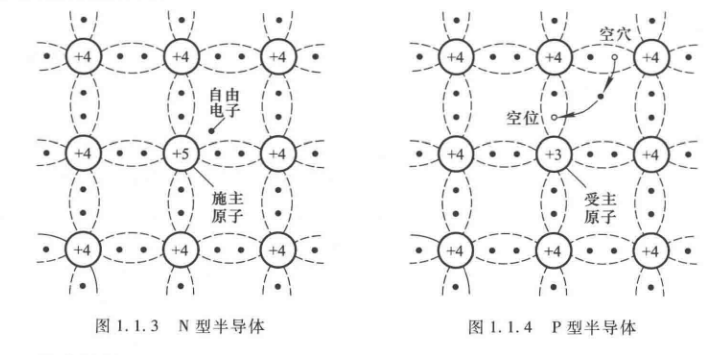 +4 +4 +4
自由
电子
+4 +5 +4
施主
原子
+4 +4 +4
图 1.1.3 N 型半导体
空穴
+4 +4 +4
空位
+4 +3 +4
受主
原子
+4 +4 +4
图 1.1.4 P 型半导体